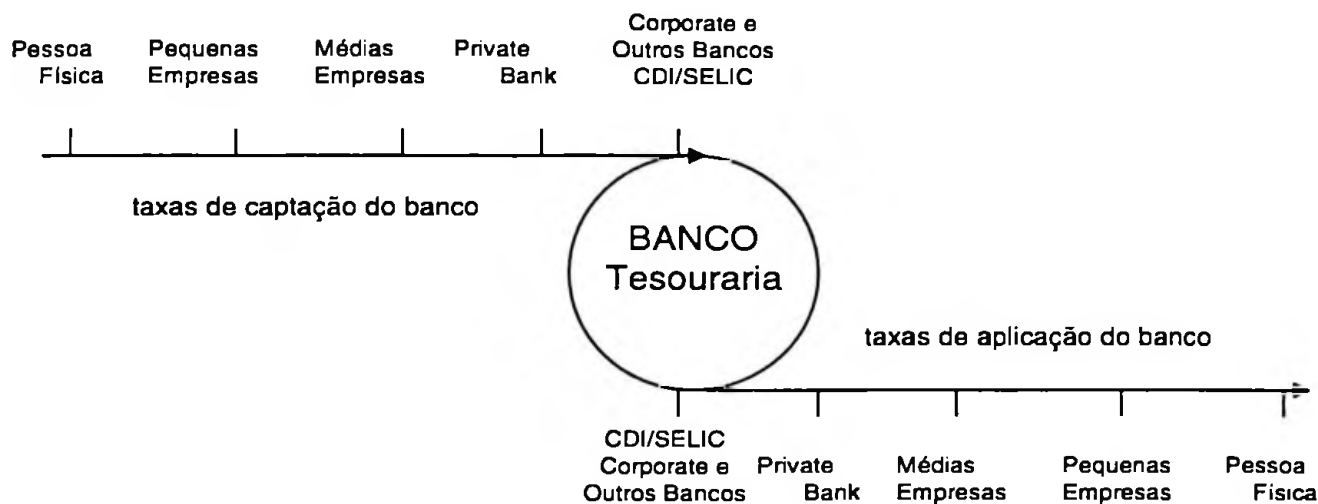 Pessoa
Física
Pequenas
Empresas
Médias
Empresas
Private
Bank
Corporate e
Outros Bancos
CDI/SELIC
taxas de captação do banco
BANCO
Tesouraria
taxas de aplicação do banco
CDI/SELIC
Corporate e
Outros Bancos
Private
Bank
Médias
Empresas
Pequenas
Empresas
Pessoa
Física